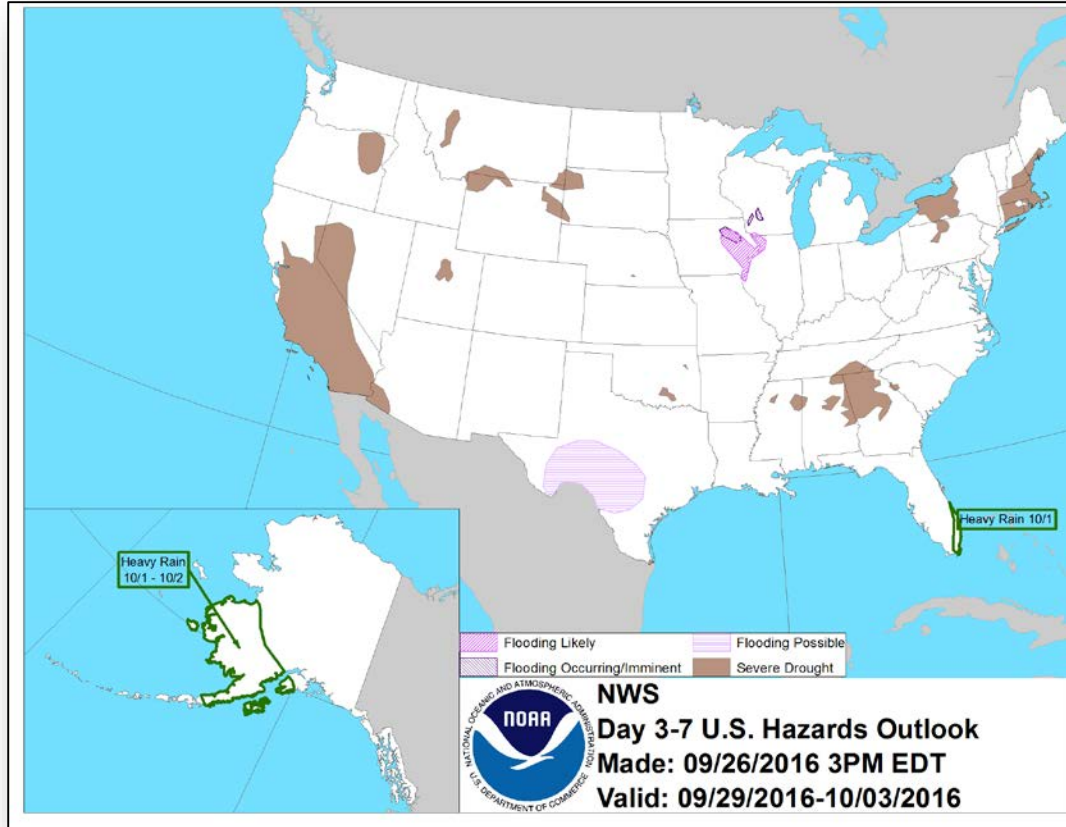 Heavy Rain 10/1
Heavy Rain
10/1 - 10/2
Flooding Likely
Flooding Possible
Flooding Occurring/Imminent
Severe Drought
NATIONAL OCEANIC AND ATMOSPHERIC ADMINISTRATION
NOAA
U.S. DEPARTMENT OF COMMERCE
NWS
Day 3-7 U.S. Hazards Outlook
Made: 09/26/2016 3PM EDT
Valid: 09/29/2016-10/03/2016